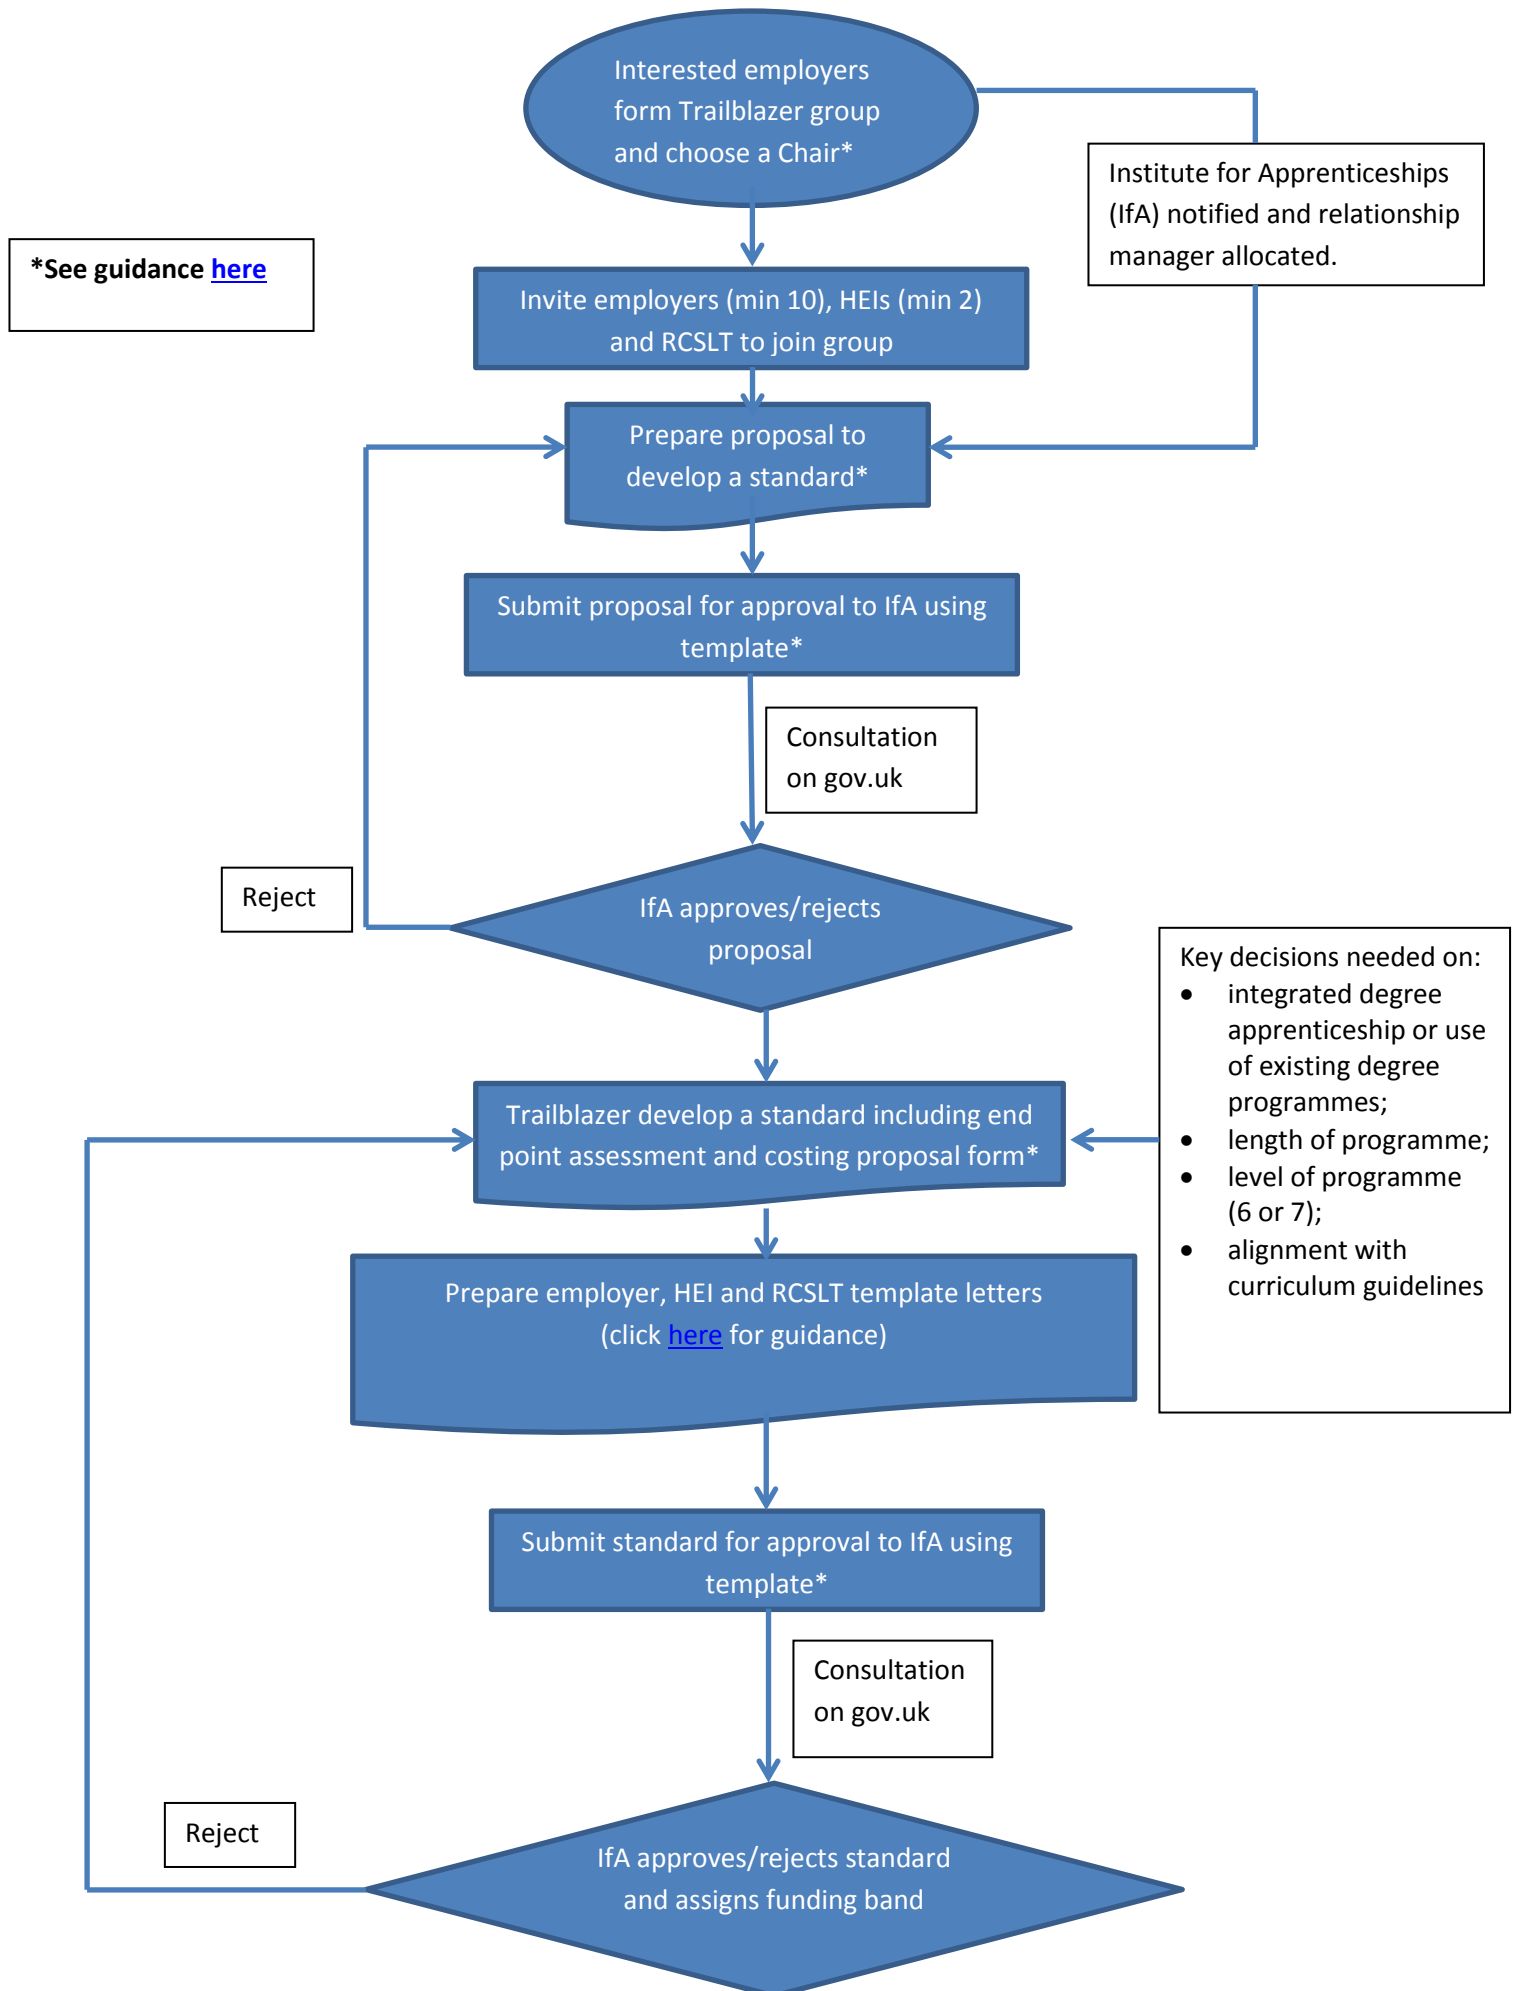 Interested employers
form Trailblazer group
and choose a Chair*
Institute for Apprenticeships
(IfA) notified and relationship
manager allocated.
*See guidance here
Invite employers (min 10), HEIs (min 2)
and RCSLT to join group
Prepare proposal to
develop a standard*
Submit proposal for approval to IfA using
template*
Consultation
on gov.uk
Reject
IfA approves/rejects
proposal
Key decisions needed on:
• integrated degree
apprenticeship or use
of existing degree
programmes;
• length of programme;
• level of programme
(6 or 7);
• alignment with
curriculum guidelines
Trailblazer develop a standard including end
point assessment and costing proposal form*
Prepare employer, HEI and RCSLT template letters
(click here for guidance)
Submit standard for approval to IfA using
template*
Consultation
on gov.uk
Reject
IfA approves/rejects standard
and assigns funding band